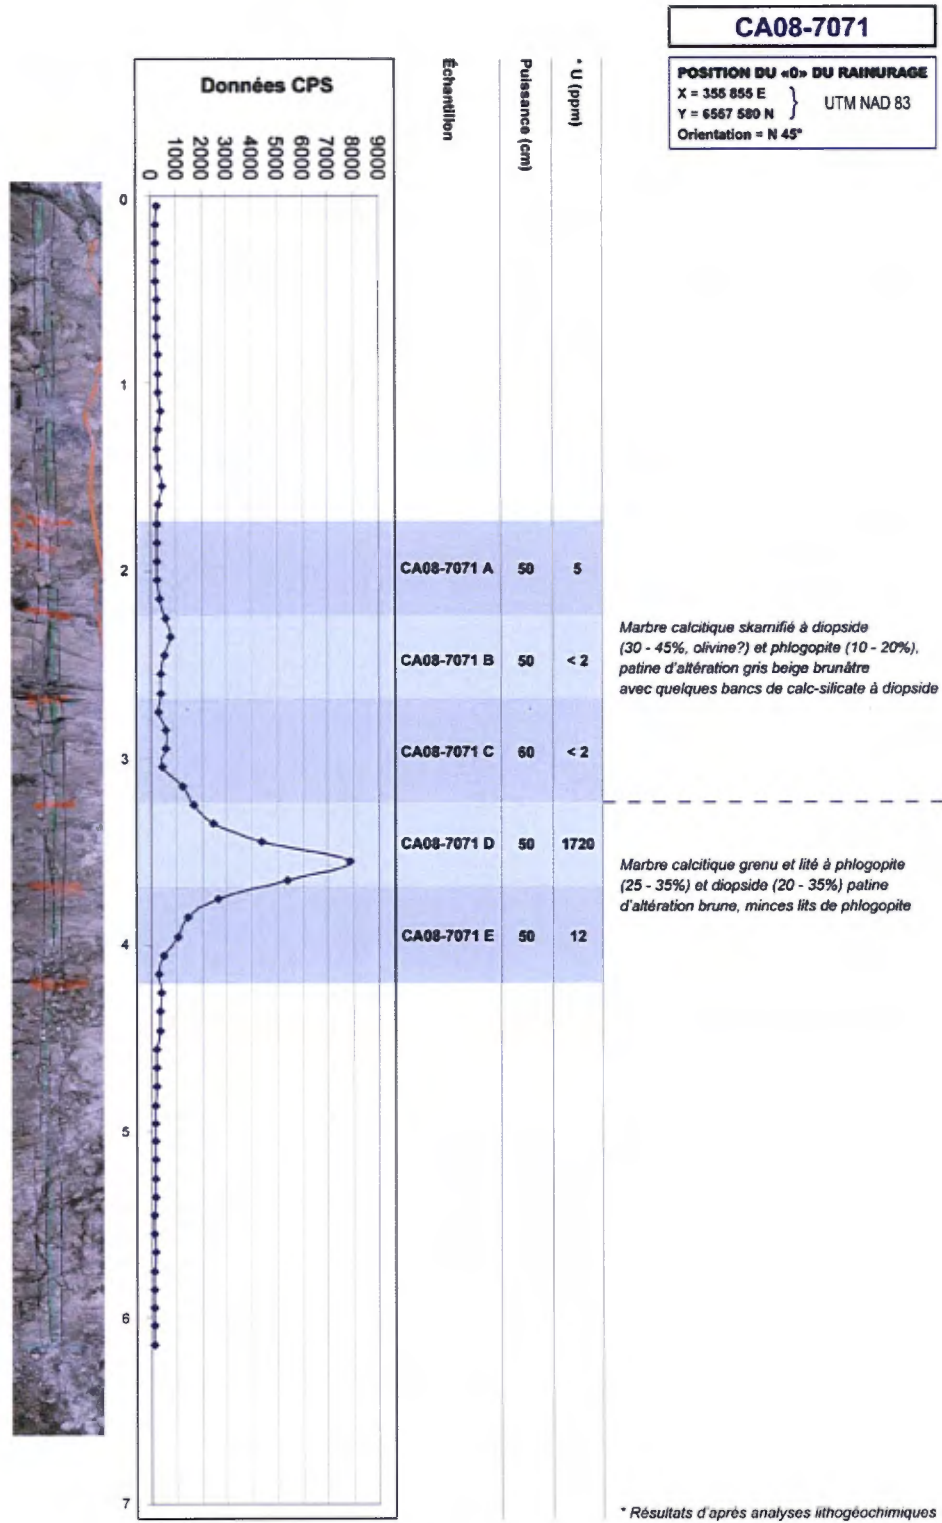 CA08-7071
POSITION DU «0» DU RAINURAGE
X = 355 855 E
Y = 6557 580 N
UTM NAD 83
Orientation = N 45°
Données CPS
Échantillon
Puissance (cm)
* U (ppm)
0
1000
2000
3000
4000
5000
6000
7000
8000
9000
0
1
2
3
4
5
6
7
CA08-7071 A 50 5
CA08-7071 B 50 < 2
CA08-7071 C 60 < 2
CA08-7071 D 50 1720
CA08-7071 E 50 12
Marbre calcitique skarnifié à diopside
(30 - 45%, olivine?) et phlogopite (10 - 20%),
patine d'altération gris beige brunâtre
avec quelques bancs de calc-silicate à diopside
Marbre calcitique grenu et lité à phlogopite
(25 - 35%) et diopside (20 - 35%) patine
d'altération brune, minces lits de phlogopite
* Résultats d'après analyses lithogéochimiques